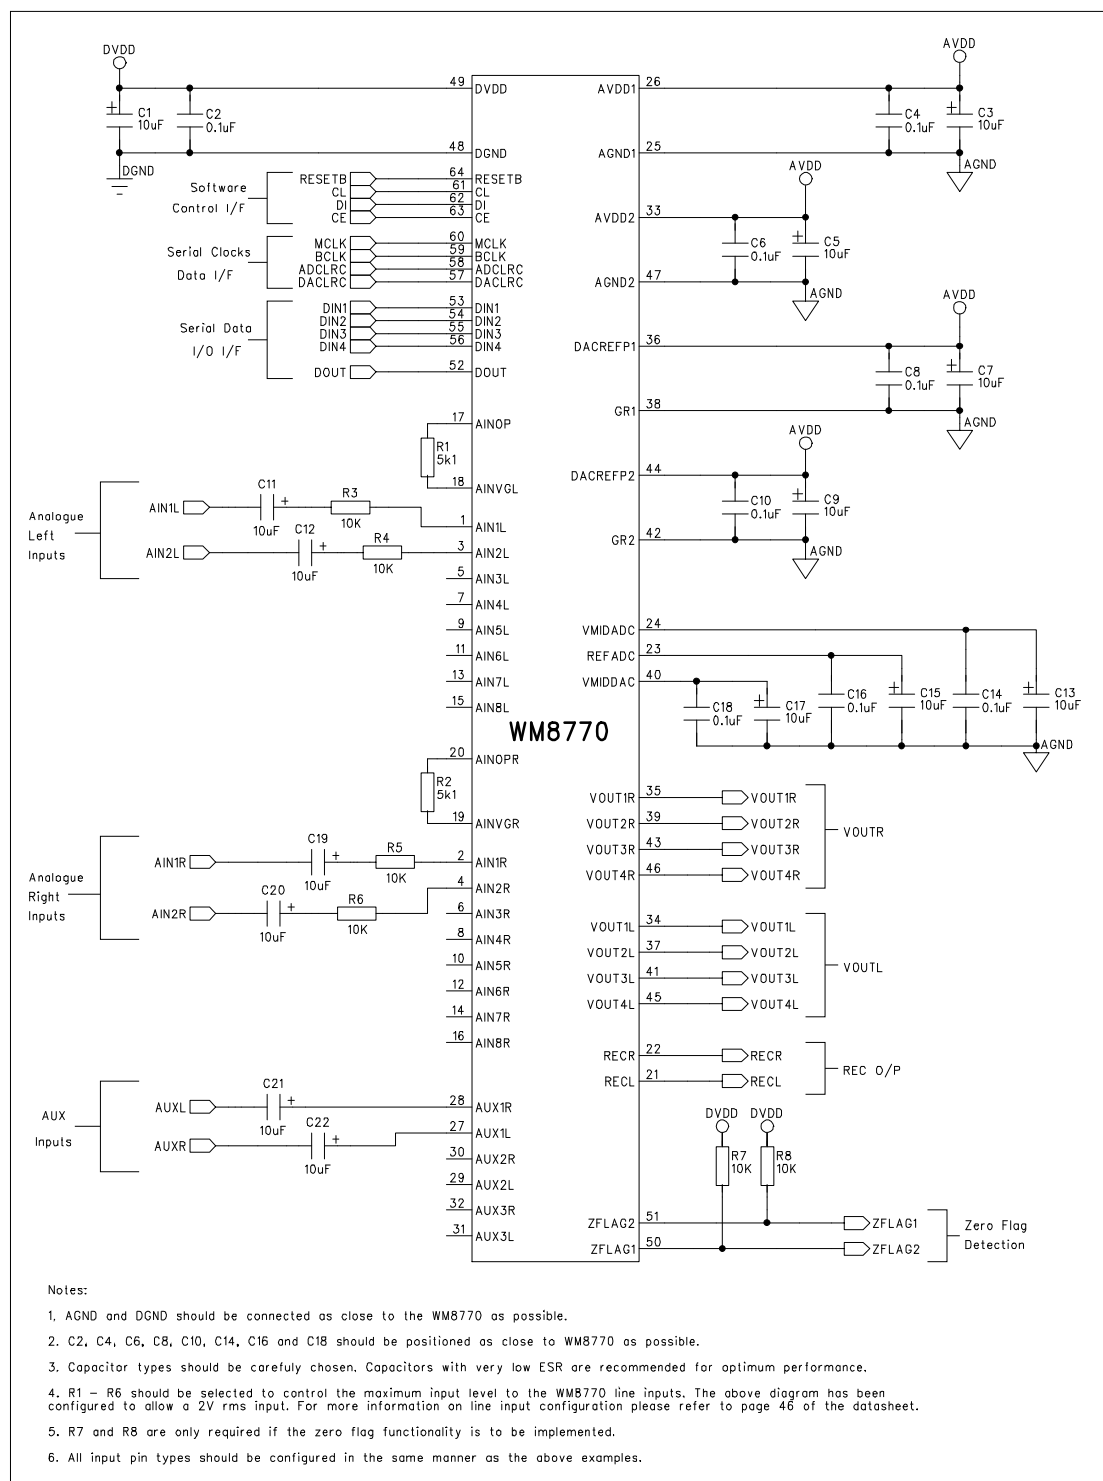 DVDD
C1
10uF
C2
0.1uF
DGND
49 DVDD
48 DGND
Software
Control I/F
RESETB 64 RESETB
CL 61 CL
DI 62 DI
CE 63 CE
Serial Clocks
Data I/F
MCLK 60 MCLK
BCLK 59 BCLK
ADCLRC 58 ADCLRC
DACLRC 57 DACLRC
Serial Data
I/O I/F
DIN1 53 DIN1
DIN2 54 DIN2
DIN3 55 DIN3
DIN4 56 DIN4
DOUT 52 DOUT
17 AINOP
R1
5k1
18 AINVGL
Analogue
Left
Inputs
AIN1L
C11
+
10uF
R3
10K
1 AIN1L
AIN2L
C12
+
10uF
R4
10K
3 AIN2L
5 AIN3L
7 AIN4L
9 AIN5L
11 AIN6L
13 AIN7L
15 AIN8L
WM8770
20 AINOPR
R2
5k1
19 AINVGR
Analogue
Right
Inputs
AIN1R
C19
+
10uF
R5
10K
2 AIN1R
AIN2R
C20
+
10uF
R6
10K
4 AIN2R
6 AIN3R
8 AIN4R
10 AIN5R
12 AIN6R
14 AIN7R
16 AIN8R
AUX
Inputs
AUXL
C21
+
10uF
28 AUX1R
AUXR
C22
+
10uF
27 AUX1L
30 AUX2R
29 AUX2L
32 AUX3R
31 AUX3L
AVDD
AVDD1 26
C4
0.1uF
+
C3
10uF
AGND1 25
AGND
AVDD
AVDD2 33
C6
0.1uF
+
C5
10uF
AGND2 47
AGND
AVDD
DACREFP1 36
C8
0.1uF
+
C7
10uF
GR1 38
AGND
AVDD
DACREFP2 44
C10
0.1uF
+
C9
10uF
GR2 42
AGND
VMIDADC 24
REFADC 23
VMIDDAC 40
C18
0.1uF
+
C17
10uF
C16
0.1uF
+
C15
10uF
C14
0.1uF
+
C13
10uF
AGND
VOUT1R 35 VOUT1R
VOUT2R 39 VOUT2R
VOUT3R 43 VOUT3R
VOUT4R 46 VOUT4R
VOUTR
VOUT1L 34 VOUT1L
VOUT2L 37 VOUT2L
VOUT3L 41 VOUT3L
VOUT4L 45 VOUT4L
VOUTL
RECR 22 RECR
RECL 21 RECL
REC O/P
DVDD DVDD
R7
10K
R8
10K
ZFLAG2 51 ZFLAG1
ZFLAG1 50 ZFLAG2
Zero Flag
Detection
Notes:
1. AGND and DGND should be connected as close to the WM8770 as possible.
2. C2, C4, C6, C8, C10, C14, C16 and C18 should be positioned as close to WM8770 as possible.
3. Capacitor types should be carefuly chosen. Capacitors with very low ESR are recommended for optimum performance.
4. R1 – R6 should be selected to control the maximum input level to the WM8770 line inputs. The above diagram has been
configured to allow a 2V rms input. For more information on line input configuration please refer to page 46 of the datasheet.
5. R7 and R8 are only required if the zero flag functionality is to be implemented.
6. All input pin types should be configured in the same manner as the above examples.